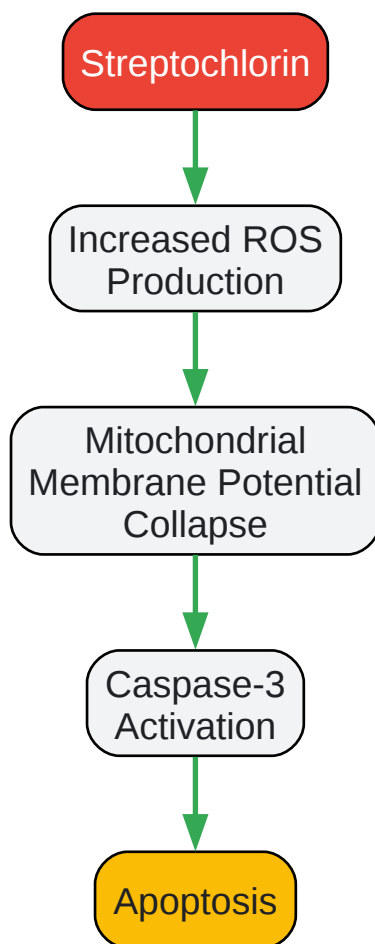 Streptochlorin
Increased ROS
Production
Mitochondrial
Membrane Potential
Collapse
Caspase-3
Activation
Apoptosis